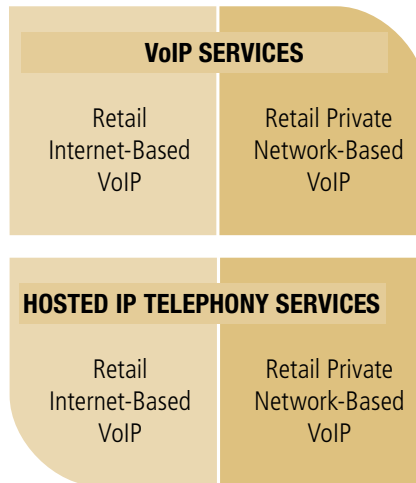 VoIP SERVICES
Retail
Internet-Based
VoIP
Retail Private
Network-Based
VoIP
HOSTED IP TELEPHONY SERVICES
Retail
Internet-Based
VoIP
Retail Private
Network-Based
VoIP